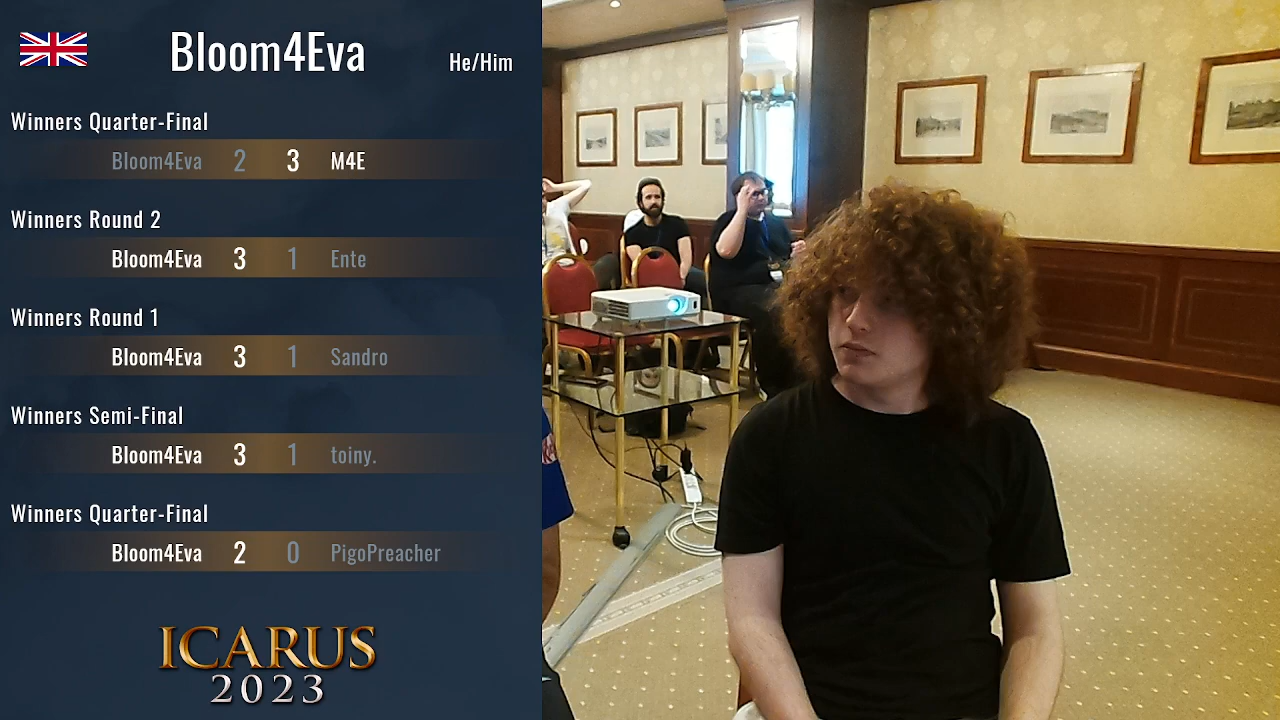 Bloom4Eva He/Him
Winners Quarter-Final
Bloom4Eva 2 3 M4E
Winners Round 2
Bloom4Eva 3 1 Ente
Winners Round 1
Bloom4Eva 3 1 Sandro
Winners Semi-Final
Bloom4Eva 3 1 toiny.
Winners Quarter-Final
Bloom4Eva 2 0 PigoPreacher
ICARUS
2023